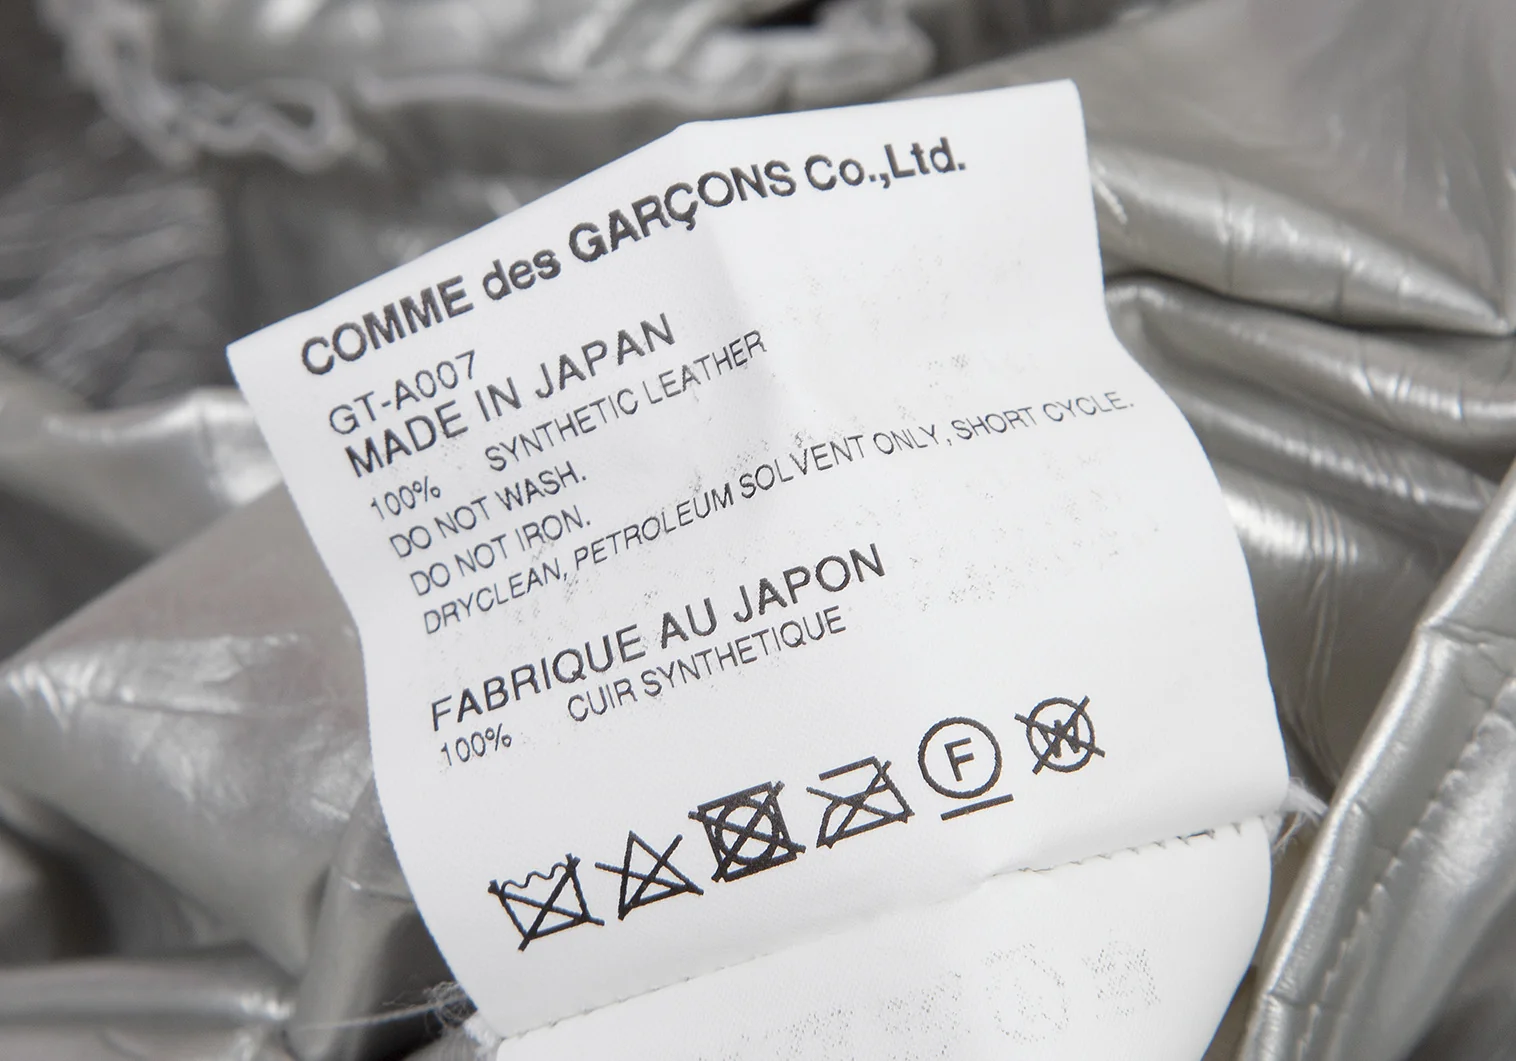 COMME des GARÇONS Co.,Ltd.
GT-A007
MADE IN JAPAN
100% SYNTHETIC LEATHER
DO NOT WASH.
DO NOT IRON.
DRYCLEAN, PETROLEUM SOLVENT ONLY, SHORT CYCLE.
FABRIQUE AU JAPON
100% CUIR SYNTHETIQUE
F W